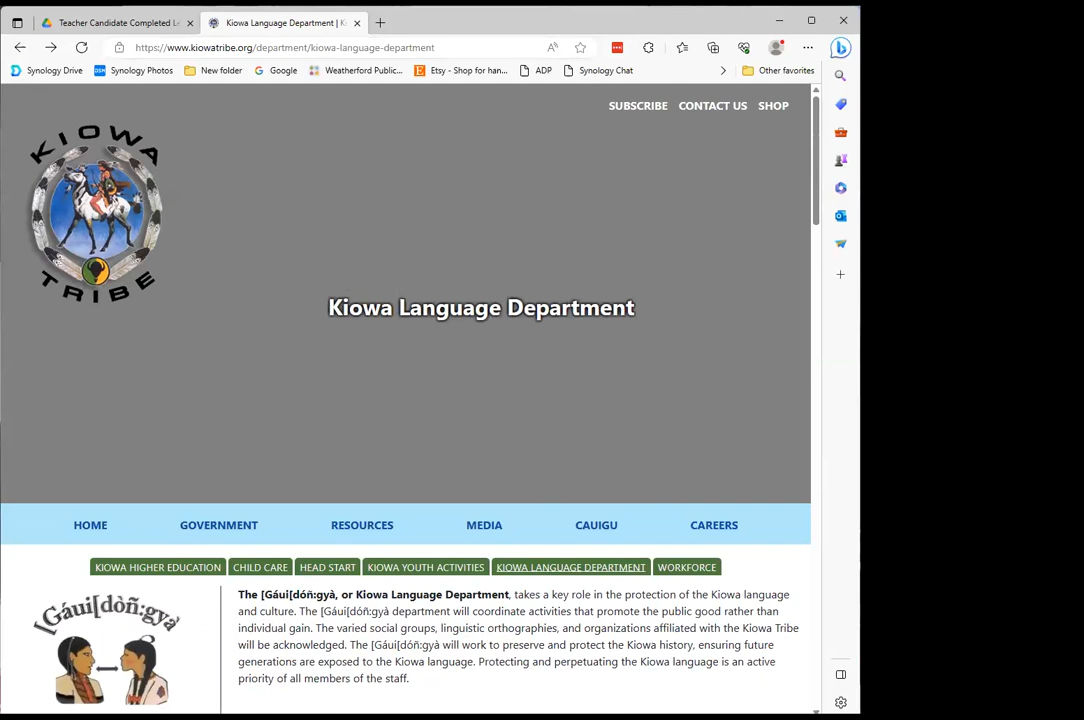 Teacher Candidate Completed Le
Kiowa Language Department | Ki
https://www.kiowatribe.org/department/kiowa-language-department
Synology Drive
DSM Synology Photos
New folder
Google
Weatherford Public...
Etsy - Shop for han...
ADP
Synology Chat
Other favorites
SUBSCRIBE CONTACT US SHOP
KIOWA
TRIBE
Kiowa Language Department
HOME GOVERNMENT RESOURCES MEDIA CAUIGU CAREERS
KIOWA HIGHER EDUCATION CHILD CARE HEAD START KIOWA YOUTH ACTIVITIES KIOWA LANGUAGE DEPARTMENT WORKFORCE
[Gáui[dòñ:gya
The [Gáui[dóñ:gyà, or Kiowa Language Department, takes a key role in the protection of the Kiowa language
and culture. The [Gáui[dóñ:gyà department will coordinate activities that promote the public good rather than
individual gain. The varied social groups, linguistic orthographies, and organizations affiliated with the Kiowa Tribe
will be acknowledged. The [Gáui[dóñ:gyà will work to preserve and protect the Kiowa history, ensuring future
generations are exposed to the Kiowa language. Protecting and perpetuating the Kiowa language is an active
priority of all members of the staff.